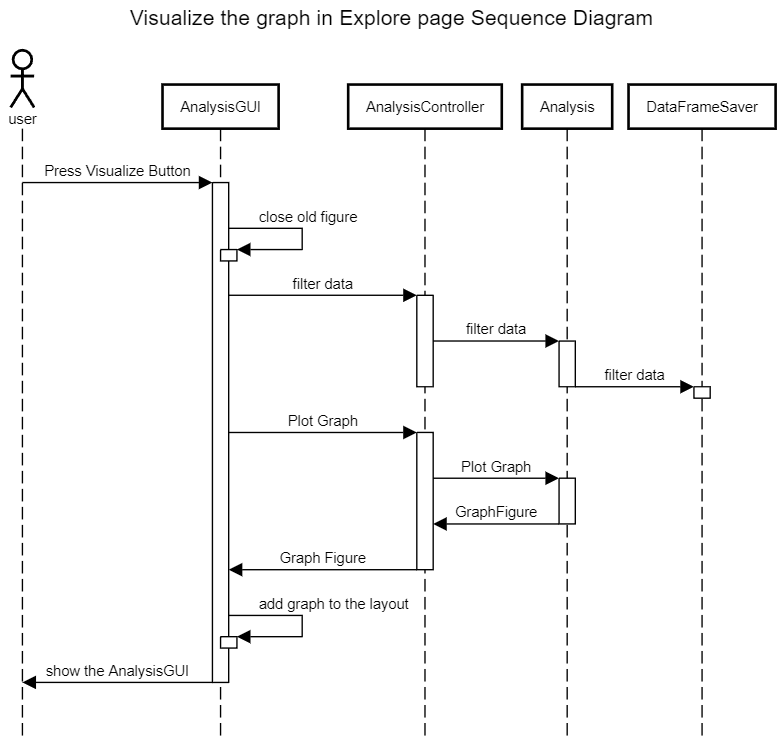 Visualize the graph in Explore page Sequence Diagram
user
AnalysisGUI
AnalysisController
Analysis
DataFrameSaver
Press Visualize Button
close old figure
filter data
filter data
filter data
Plot Graph
Plot Graph
GraphFigure
Graph Figure
add graph to the layout
show the AnalysisGUI